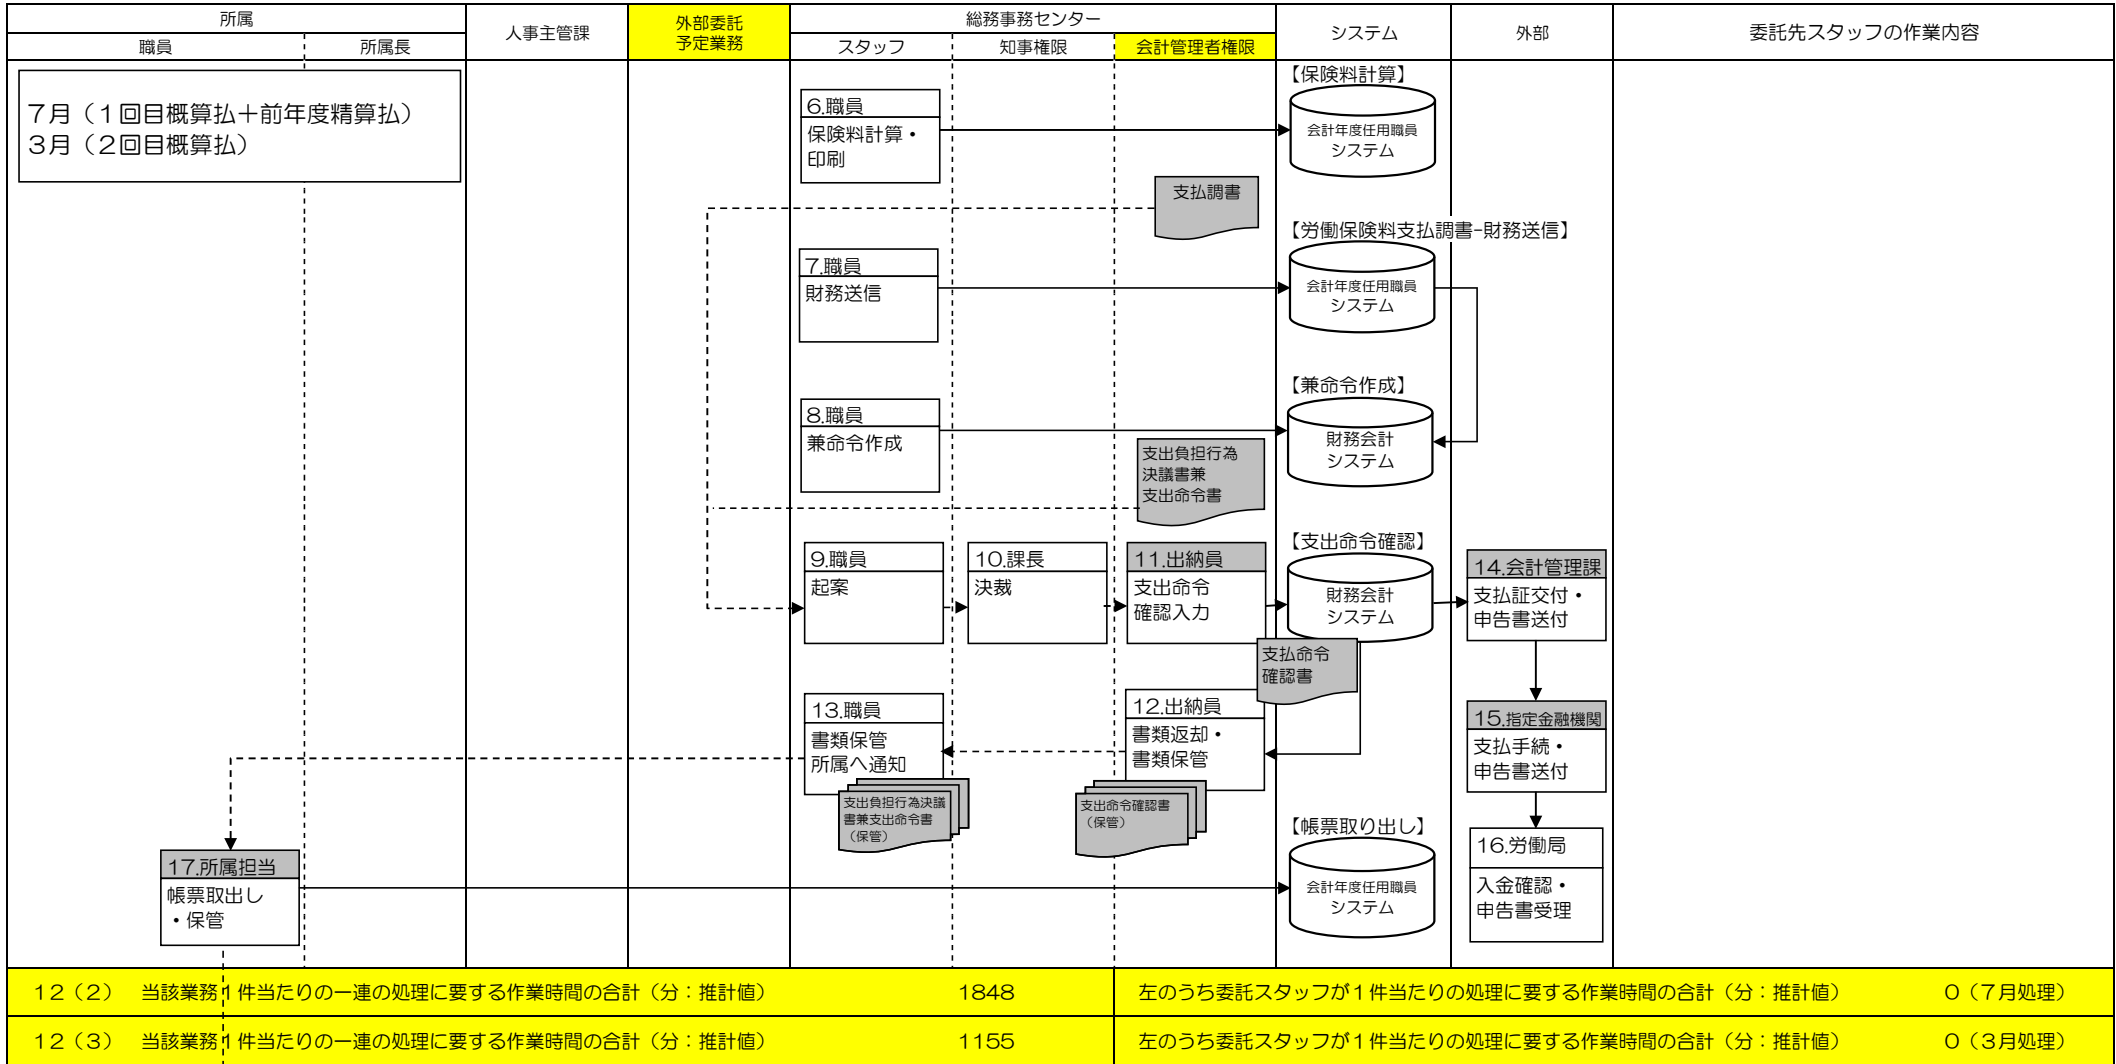 所属
人事主管課
外部委託
予定業務
総務事務センター
システム
外部
委託先スタッフの作業内容
職員
所属長
スタッフ
知事権限
会計管理者権限
7月（1回目概算払＋前年度精算払）
3月（2回目概算払）
6.職員
保険料計算・
印刷
【保険料計算】
会計年度任用職員
システム
支払調書
【労働保険料支払調書-財務送信】
7.職員
財務送信
会計年度任用職員
システム
【兼命令作成】
8.職員
兼命令作成
財務会計
システム
支出負担行為
決議書兼
支出命令書
【支出命令確認】
9.職員
起案
10.課長
決裁
11.出納員
支出命令
確認入力
財務会計
システム
14.会計管理課
支払証交付・
申告書送付
支払命令
確認書
13.職員
書類保管
所属へ通知
12.出納員
書類返却・
書類保管
15.指定金融機関
支払手続・
申告書送付
支出負担行為決議
書兼支出命令書
（保管）
支出命令確認書
（保管）
【帳票取り出し】
17.所属担当
帳票取出し
・保管
会計年度任用職員
システム
16.労働局
入金確認・
申告書受理
12（2）　当該業務1件当たりの一連の処理に要する作業時間の合計（分：推計値）　1848　左のうち委託スタッフが1件当たりの処理に要する作業時間の合計（分：推計値）　0（7月処理）
12（3）　当該業務1件当たりの一連の処理に要する作業時間の合計（分：推計値）　1155　左のうち委託スタッフが1件当たりの処理に要する作業時間の合計（分：推計値）　0（3月処理）